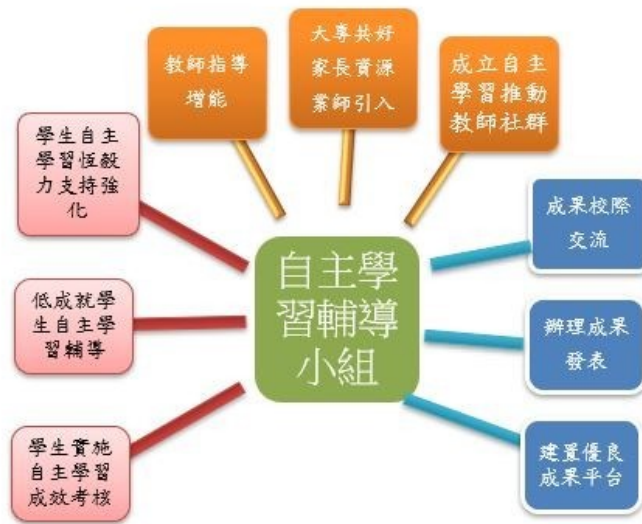 教師指導
增能
大專共好
家長資源
業師引入
成立自主
學習推動
教師社群
學生自主
學習恆毅
力支持強
化
低成就學
生自主學
習輔導
學生實施
自主學習
成效考核
自主學
習輔導
小組
成果校際
交流
辦理成果
發表
建置優良
成果平台